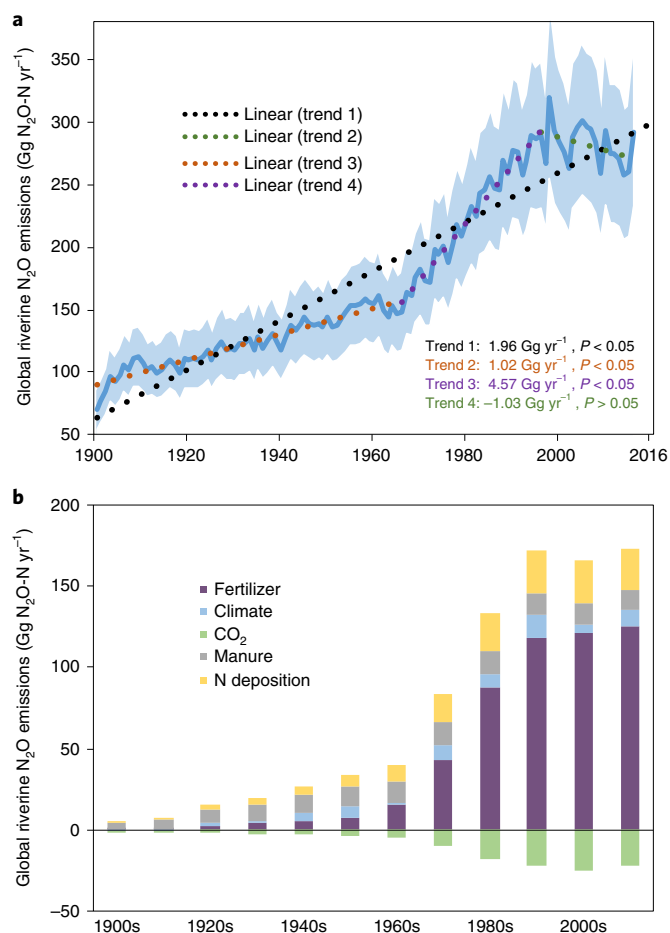 a
Global riverine N₂O emissions (Gg N₂O-N yr⁻¹)
350
300
250
200
150
100
50
Linear (trend 1)
Linear (trend 2)
Linear (trend 3)
Linear (trend 4)
Trend 1: 1.96 Gg yr⁻¹ , P < 0.05
Trend 2: 1.02 Gg yr⁻¹ , P < 0.05
Trend 3: 4.57 Gg yr⁻¹ , P < 0.05
Trend 4: –1.03 Gg yr⁻¹ , P > 0.05
1900 1920 1940 1960 1980 2000 2016
b
Global riverine N₂O emissions (Gg N₂O-N yr⁻¹)
200
150
100
50
0
–50
Fertilizer
Climate
CO₂
Manure
N deposition
1900s 1920s 1940s 1960s 1980s 2000s